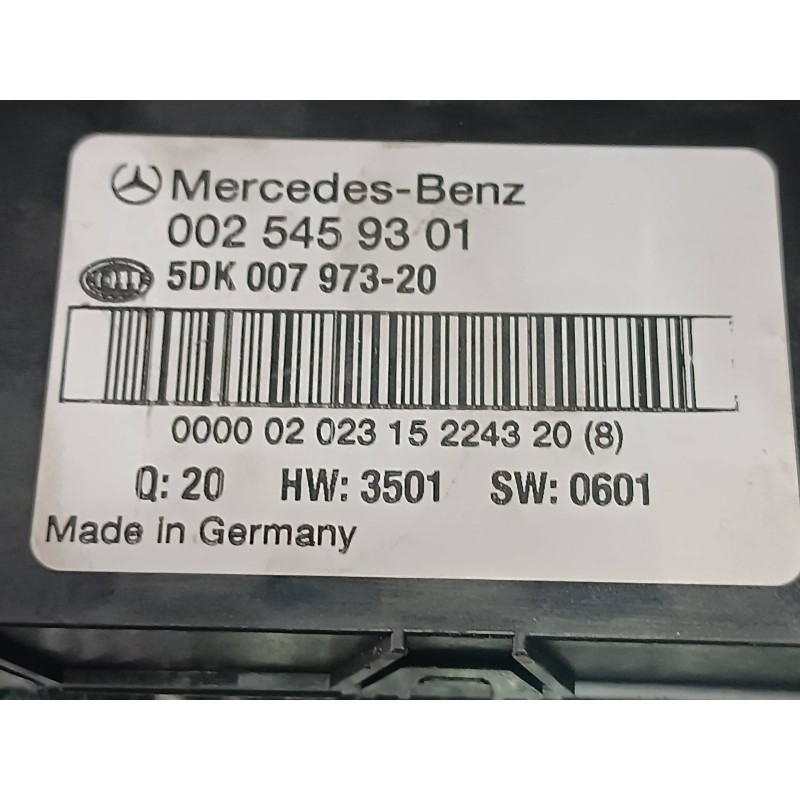 Mercedes-Benz
002 545 93 01
5DK 007 973-20
0000 02 023 15 2243 20 (8)
Q: 20 HW: 3501 SW: 0601
Made in Germany